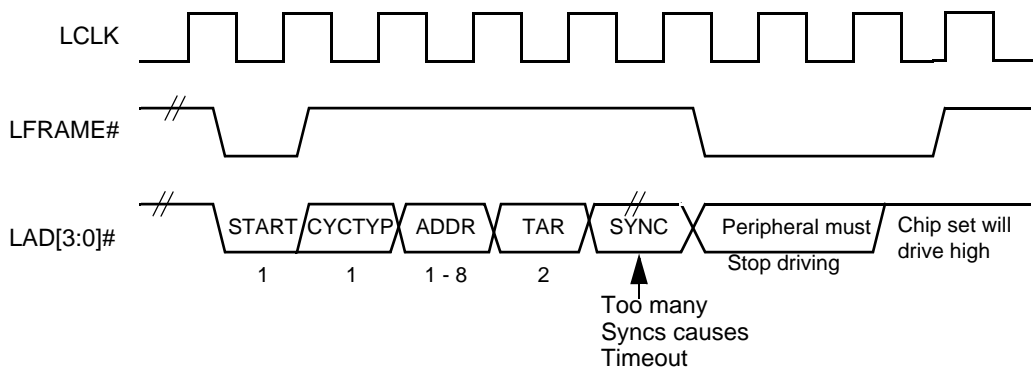 LCLK
LFRAME#
LAD[3:0]#
START
CYCTYP
ADDR
TAR
SYNC
Peripheral must
Stop driving
Chip set will
drive high
1
1
1 - 8
2
Too many
Syncs causes
Timeout